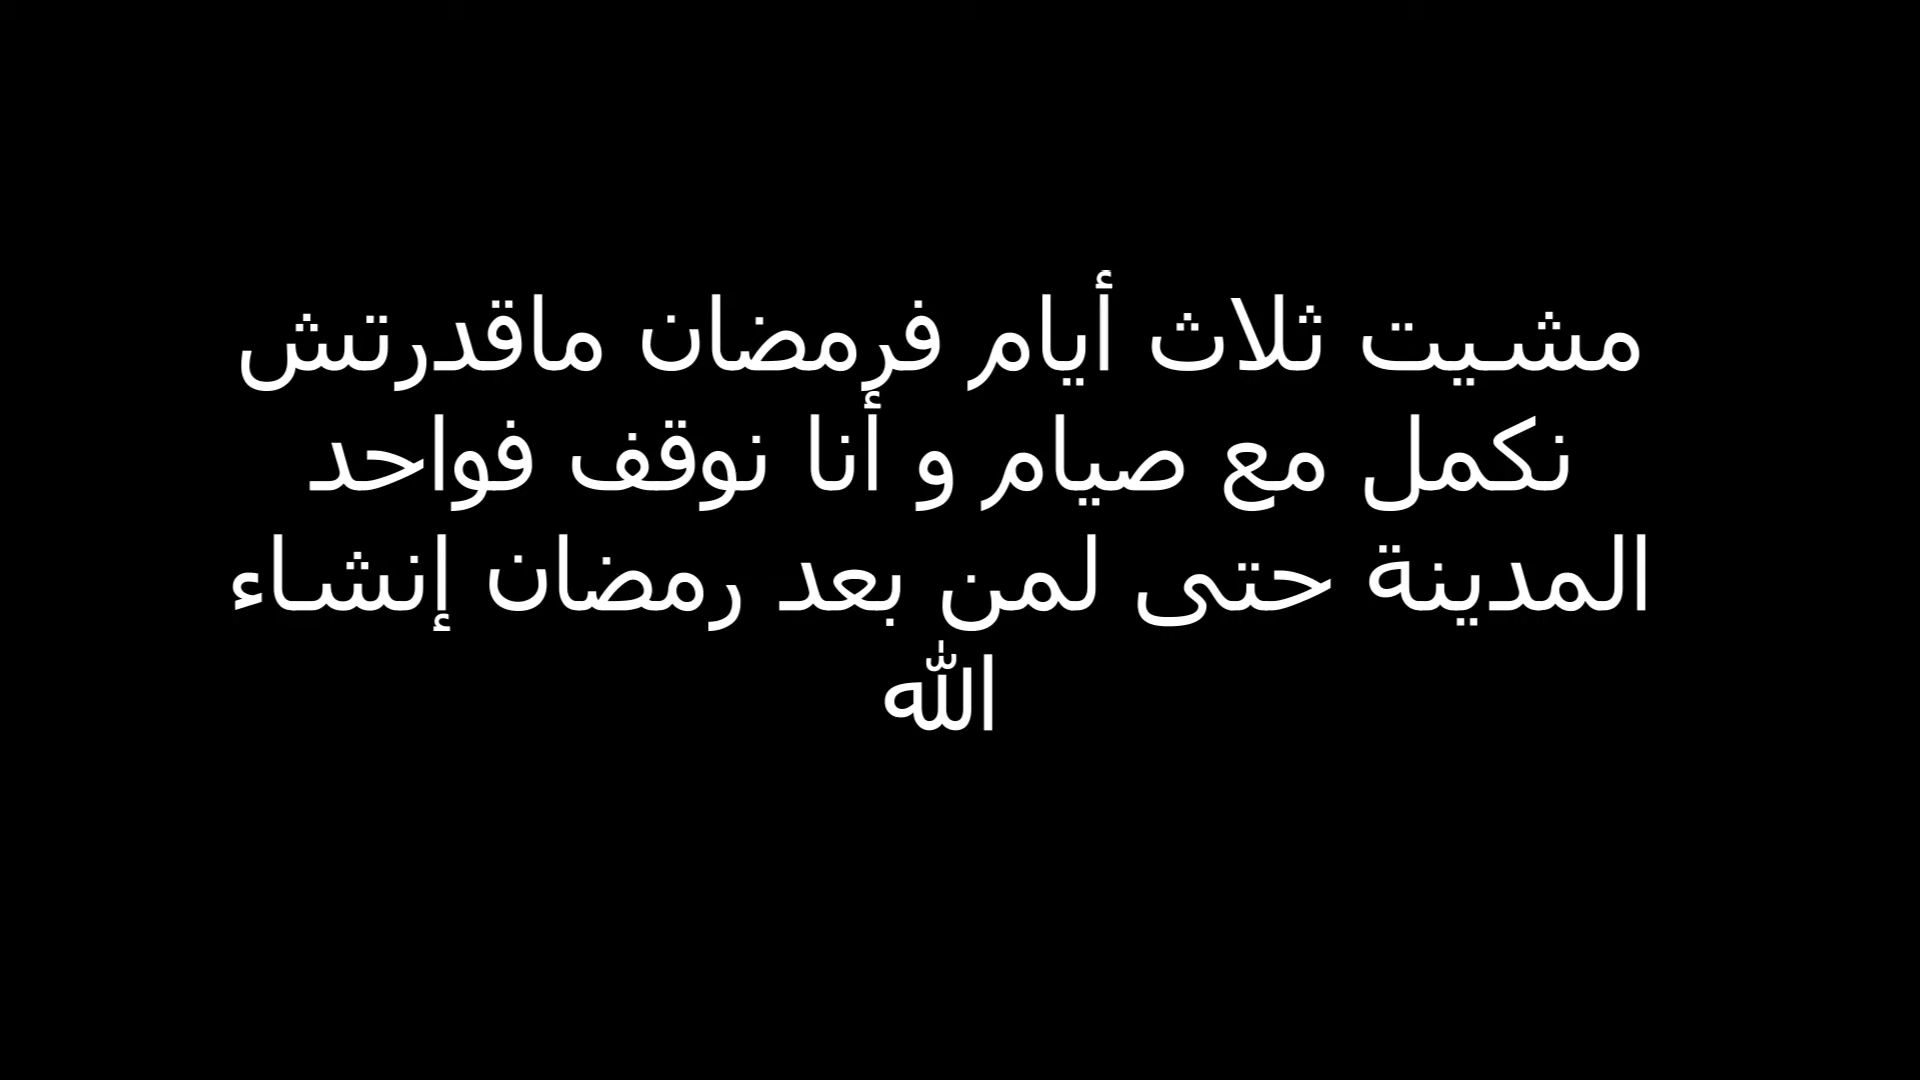 مشيت ثلاث أيام فرمضان ماقدرتش
نكمل مع صيام و أنا نوقف فواحد
المدينة حتى لمن بعد رمضان إنشاء
الله